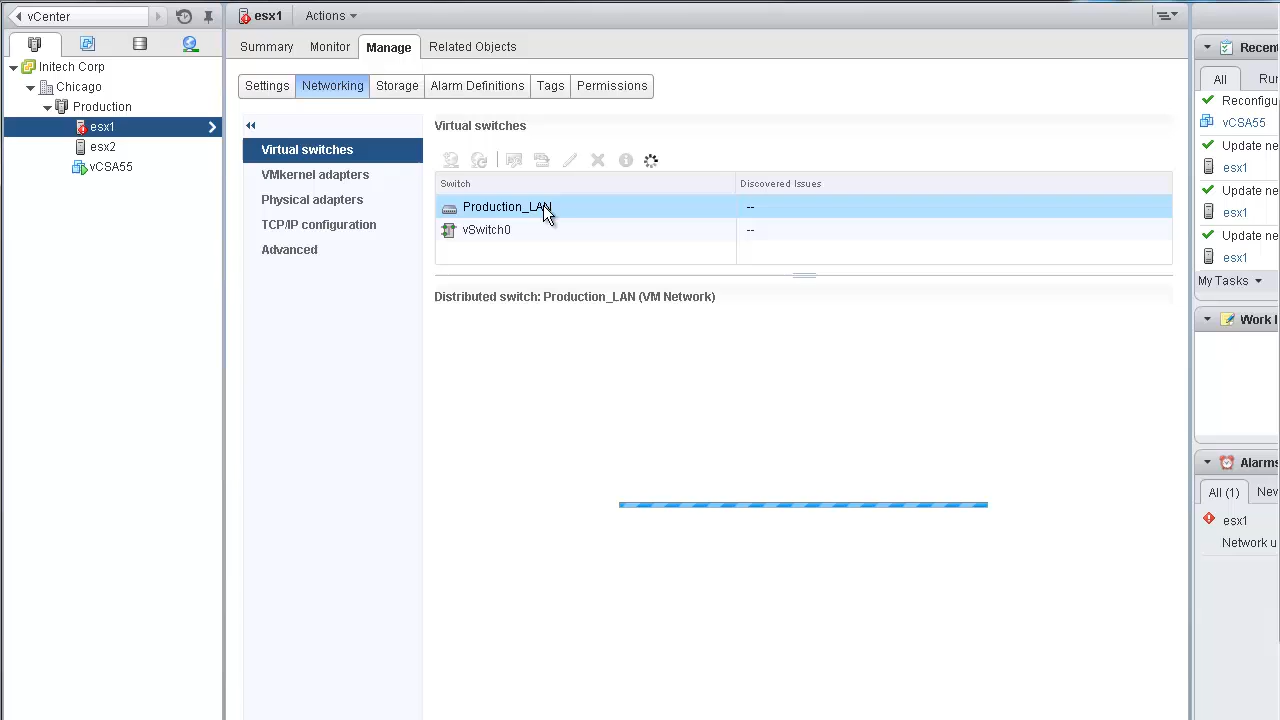 vCenter
esx1
Actions
Initech Corp
Chicago
Production
esx1
esx2
vCSA55
Summary
Monitor
Manage
Related Objects
Settings
Networking
Storage
Alarm Definitions
Tags
Permissions
Virtual switches
VMkernel adapters
Physical adapters
TCP/IP configuration
Advanced
Virtual switches
Switch
Discovered Issues
Production_LAN
--
vSwitch0
--
Distributed switch: Production_LAN (VM Network)
Recen
All
Ru
Reconfigu
vCSA55
Update ne
esx1
Update ne
esx1
Update ne
esx1
My Tasks
Work I
Alarms
All (1)
Nev
esx1
Network u